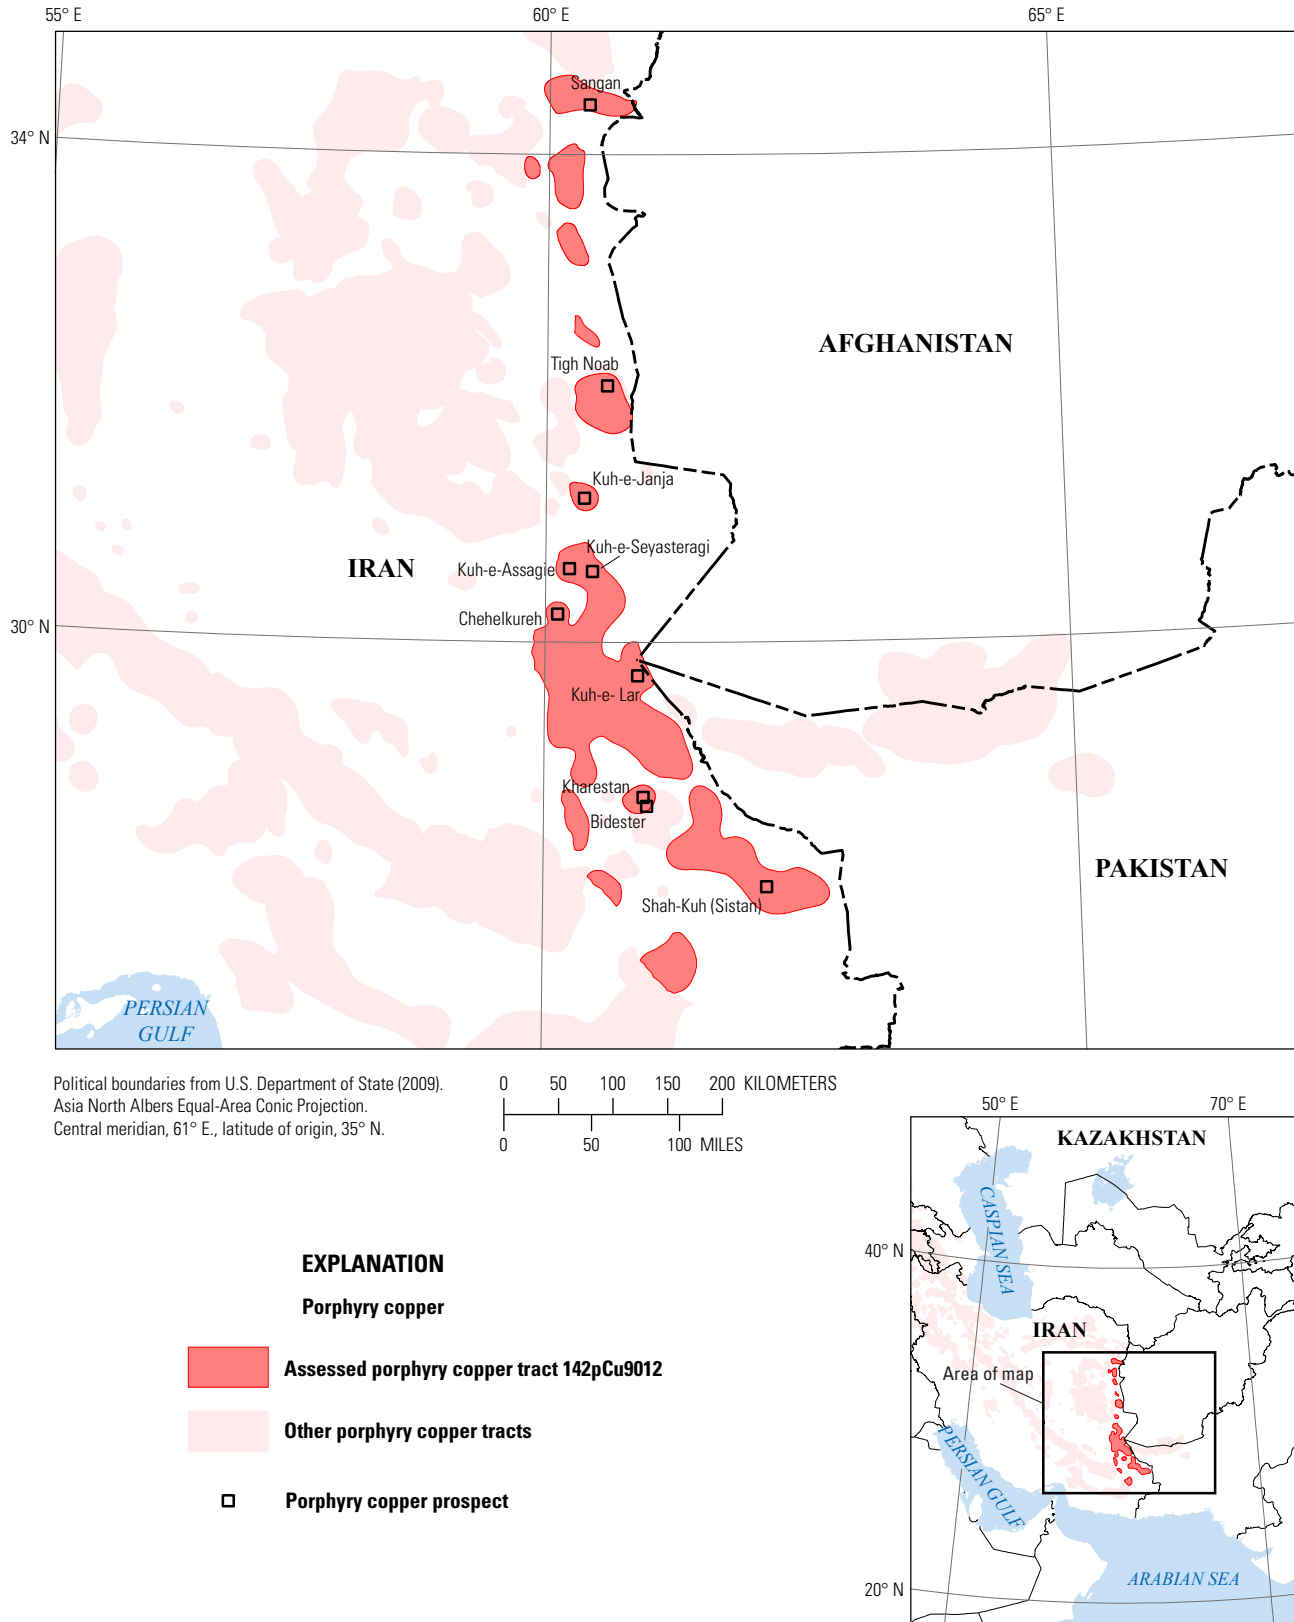 55° E
60° E
65° E
Sangan
34° N
AFGHANISTAN
Tigh Noab
Kuh-e-Janja
Kuh-e-Seyasteragi
IRAN
Kuh-e-Assagie
Chehelkureh
30° N
Kuh-e- Lar
Kharestan
Bidester
PAKISTAN
Shah-Kuh (Sistan)
PERSIAN
GULF
Political boundaries from U.S. Department of State (2009).
Asia North Albers Equal-Area Conic Projection.
Central meridian, 61° E., latitude of origin, 35° N.
0 50 100 150 200 KILOMETERS
0 50 100 MILES
50° E
70° E
KAZAKHSTAN
CASPIAN SEA
40° N
IRAN
Area of map
PERSIAN GULF
ARABIAN SEA
20° N
EXPLANATION
Porphyry copper
Assessed porphyry copper tract 142pCu9012
Other porphyry copper tracts
Porphyry copper prospect